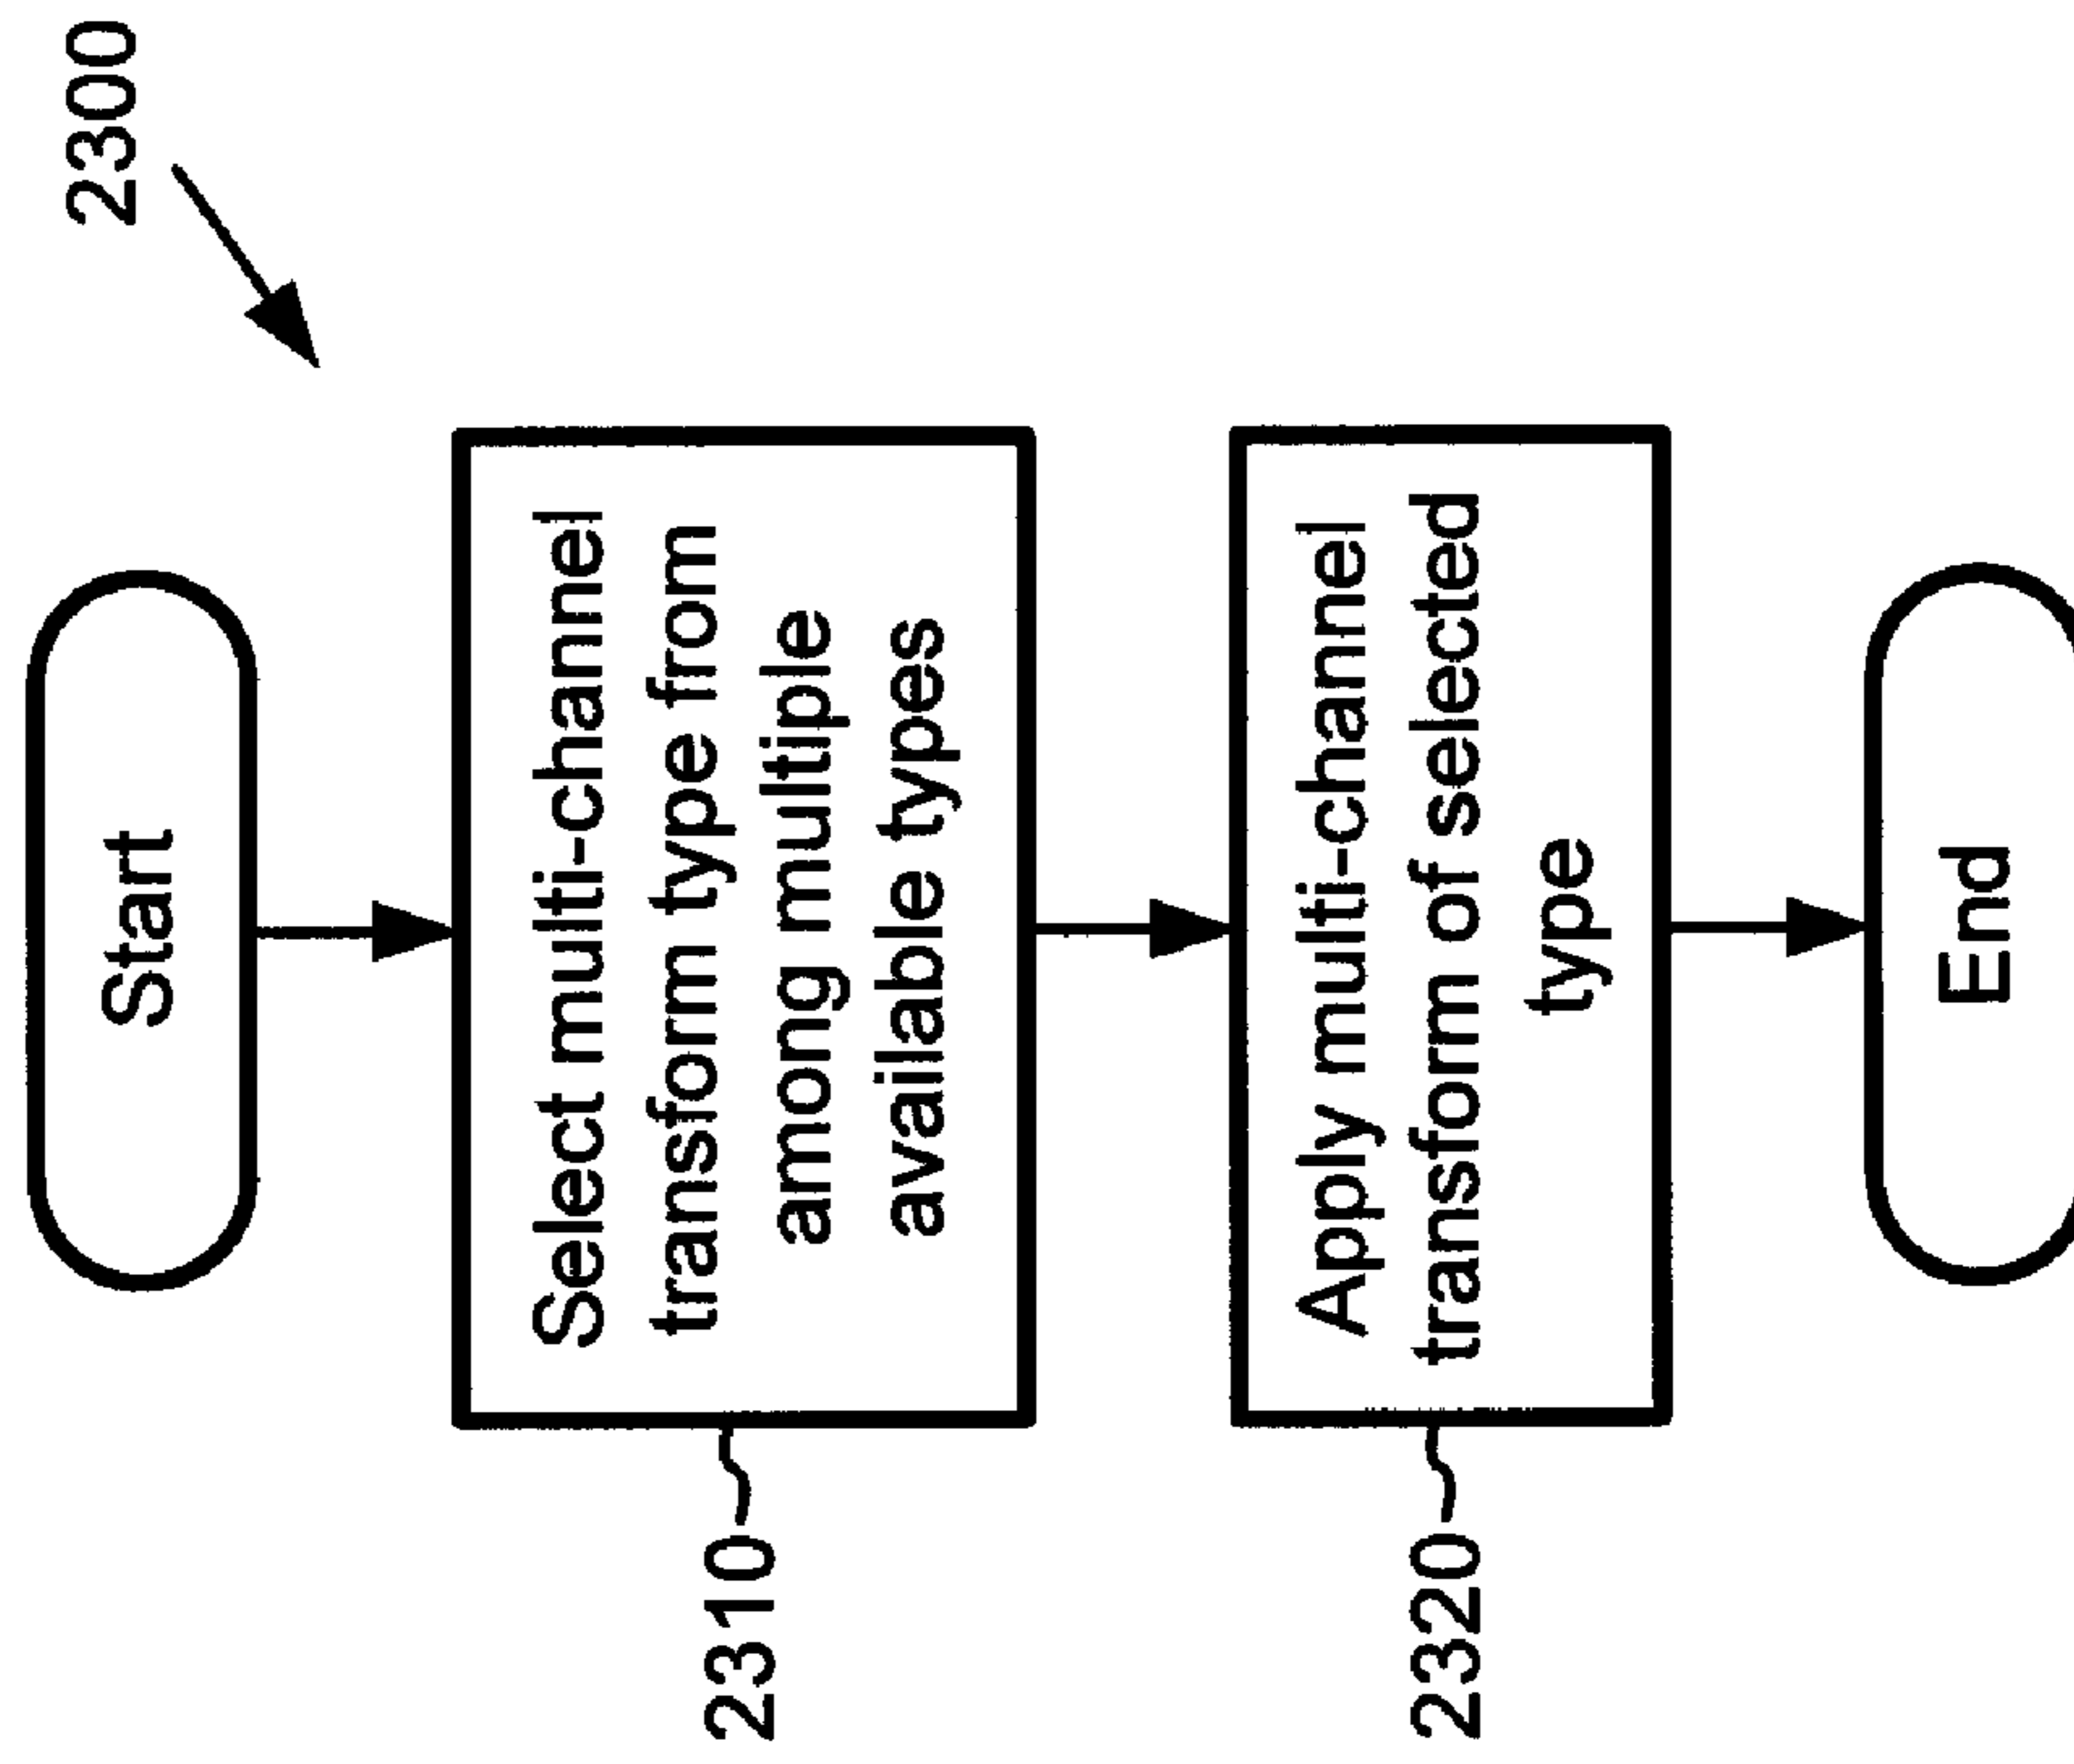 2300
Start
2310
Select multi-channel
transform type from
among multiple
available types
2320
Apply multi-channel
transform of selected
type
End